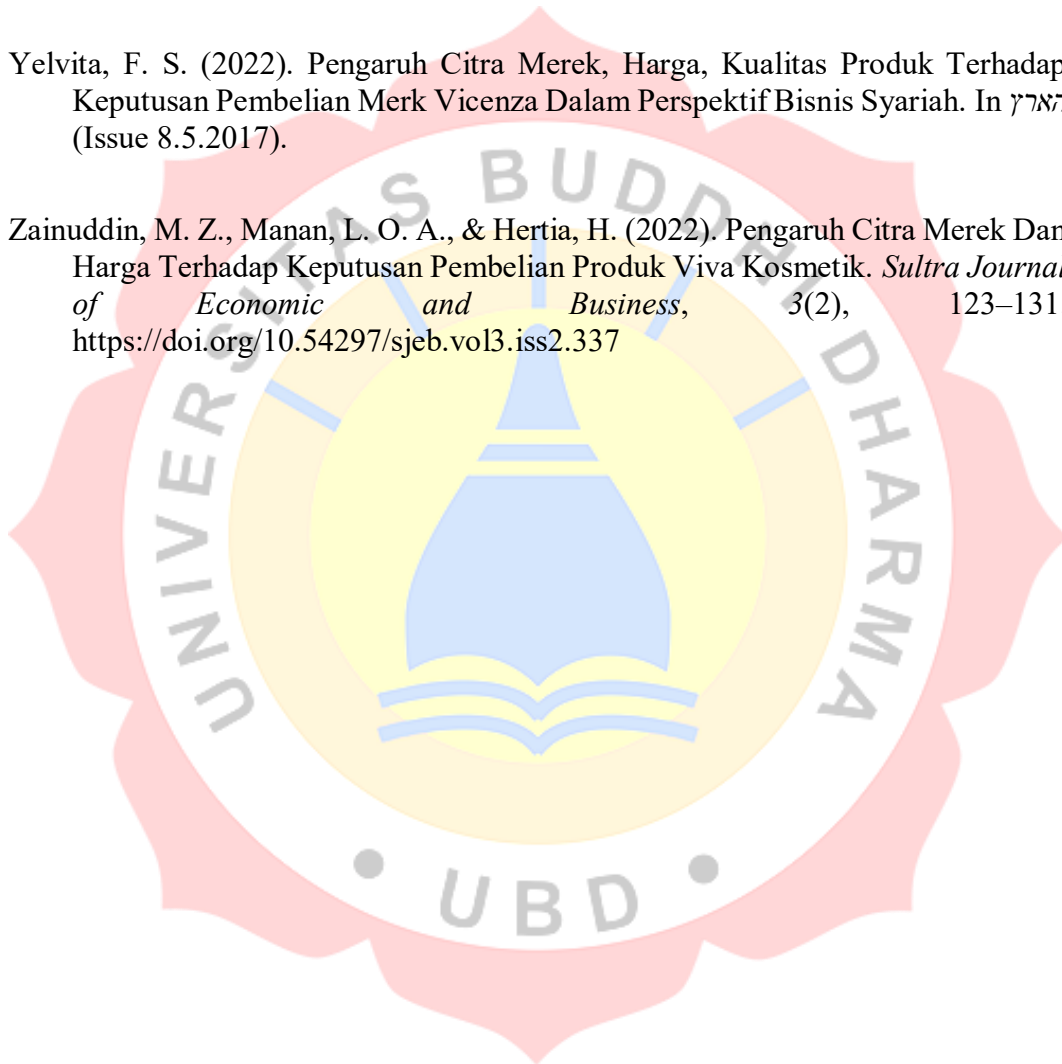 Yelvita, F. S. (2022). Pengaruh Citra Merek, Harga, Kualitas Produk Terhadap
Keputusan Pembelian Merk Vicenza Dalam Perspektif Bisnis Syariah. In הארץ
(Issue 8.5.2017).
Zainuddin, M. Z., Manan, L. O. A., & Hertia, H. (2022). Pengaruh Citra Merek Dan
Harga Terhadap Keputusan Pembelian Produk Viva Kosmetik. Sultra Journal
of Economic and Business, 3(2), 123–131
https://doi.org/10.54297/sjeb.vol3.iss2.337
UNIVERSITAS BUDDHI DHARMA
• UBD •